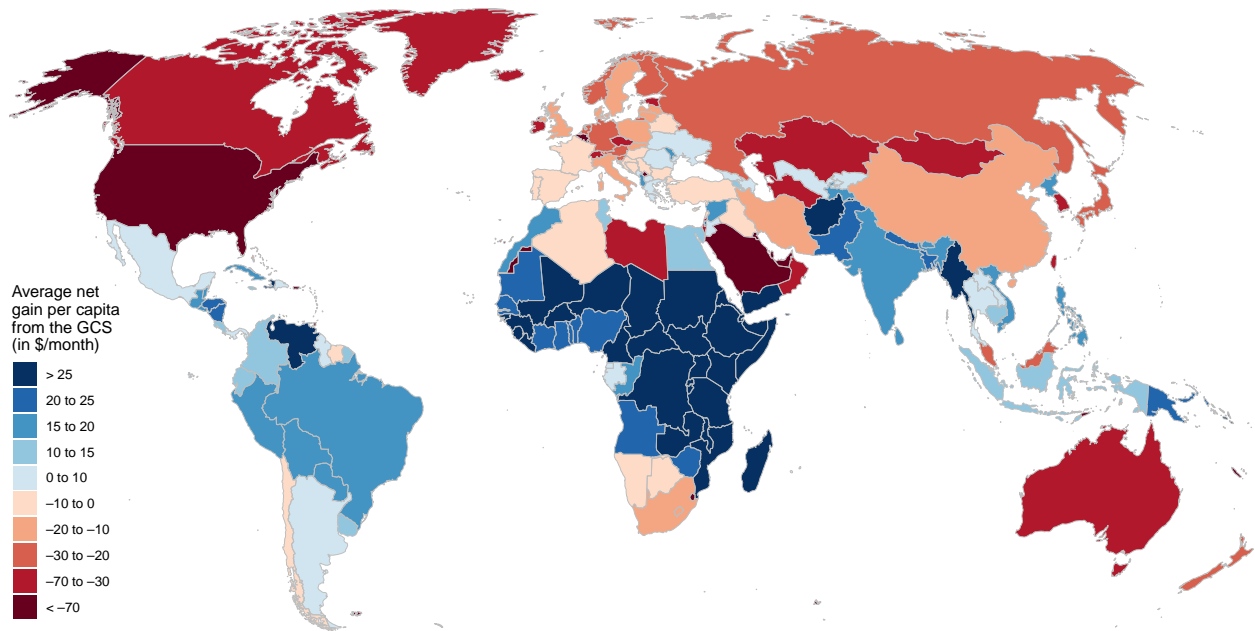 Average net
gain per capita
from the GCS
(in $/month)
> 25
20 to 25
15 to 20
10 to 15
0 to 10
–10 to 0
–20 to –10
–30 to –20
–70 to –30
< –70